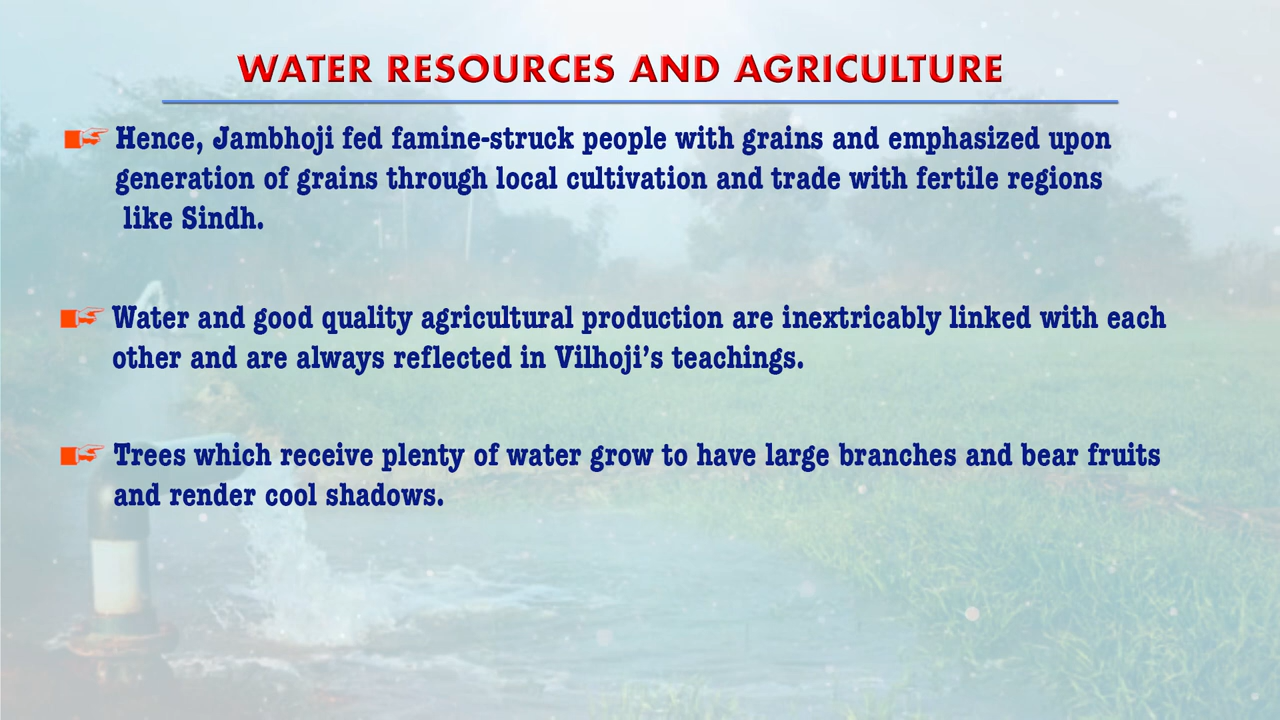 WATER RESOURCES AND AGRICULTURE
Hence, Jambhoji fed famine-struck people with grains and emphasized upon
generation of grains through local cultivation and trade with fertile regions
like Sindh.
Water and good quality agricultural production are inextricably linked with each
other and are always reflected in Vilhoji’s teachings.
Trees which receive plenty of water grow to have large branches and bear fruits
and render cool shadows.